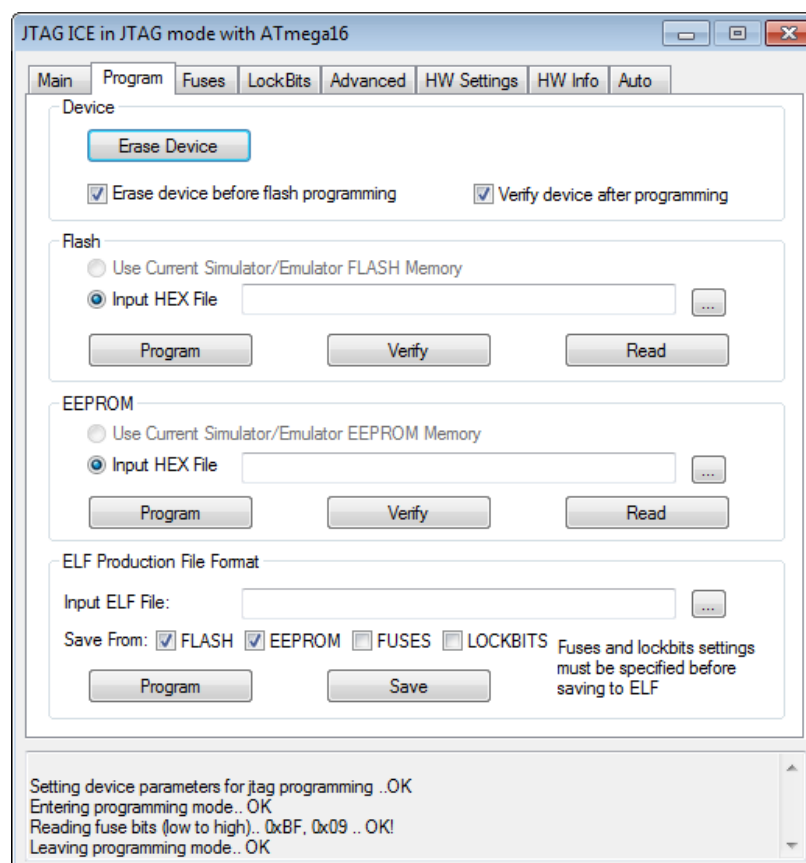 JTAG ICE in JTAG mode with ATmega16
Main Program Fuses LockBits Advanced HW Settings HW Info Auto
Device
Erase Device
Erase device before flash programming Verify device after programming
Flash
Use Current Simulator/Emulator FLASH Memory
Input HEX File ...
Program Verify Read
EEPROM
Use Current Simulator/Emulator EEPROM Memory
Input HEX File ...
Program Verify Read
ELF Production File Format
Input ELF File: ...
Save From: FLASH EEPROM FUSES LOCKBITS
Fuses and lockbits settings
must be specified before
saving to ELF
Program Save
Setting device parameters for jtag programming ..OK
Entering programming mode.. OK
Reading fuse bits (low to high).. 0xBF, 0x09 .. OK!
Leaving programming mode.. OK